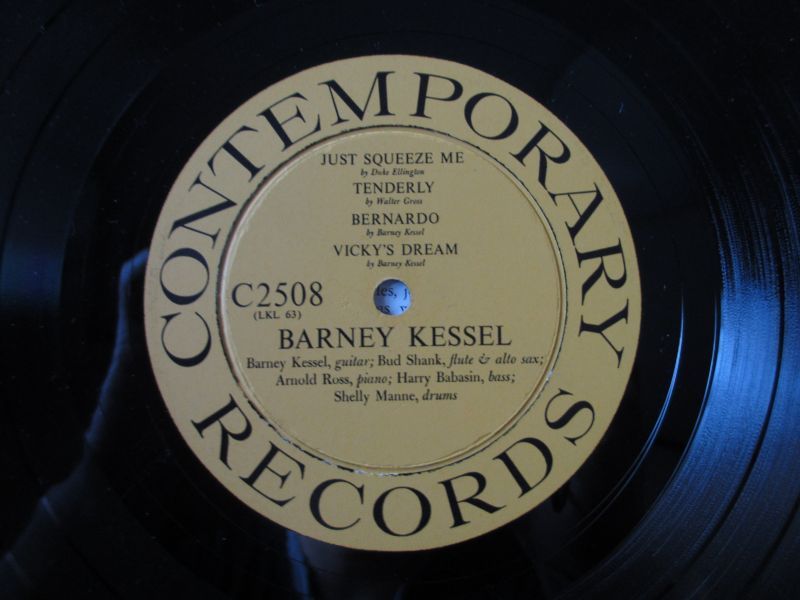 CONTEMPORARY
JUST SQUEEZE ME
by Duke Ellington
TENDERLY
by Walter Gross
BERNARDO
by Barney Kessel
VICKY'S DREAM
by Barney Kessel
C2508
(LKL 63)
BARNEY KESSEL
Barney Kessel, guitar; Bud Shank, flute & alto sax;
Arnold Ross, piano; Harry Babasin, bass;
Shelly Manne, drums
RECORDS